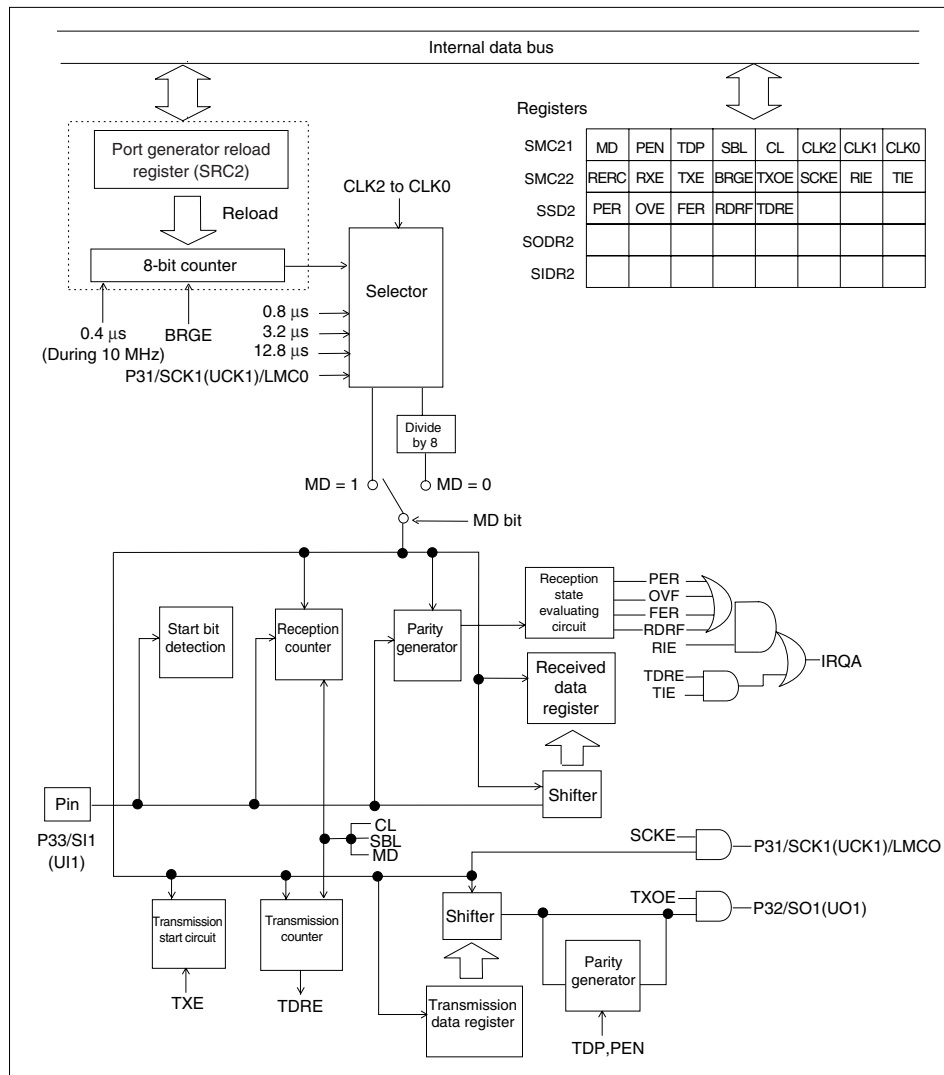 Internal data bus
Registers
Port generator reload
register (SRC2)
Reload
8-bit counter
0.4 μs
(During 10 MHz)
BRGE
CLK2 to CLK0
Selector
0.8 μs
3.2 μs
12.8 μs
P31/SCK1(UCK1)/LMC0
SMC21 MD PEN TDP SBL CL CLK2 CLK1 CLK0
SMC22 RERC RXE TXE BRGE TXOE SCKE RIE TIE
SSD2 PER OVE FER RDRF TDRE
SODR2
SIDR2
Divide
by 8
MD = 1
MD = 0
MD bit
Start bit
detection
Reception
counter
Parity
generator
Reception
state
evaluating
circuit
PER
OVF
FER
RDRF
RIE
TDRE
TIE
IRQA
Received
data
register
Shifter
Pin
P33/SI1
(UI1)
CL
SBL
MD
SCKE
P31/SCK1(UCK1)/LMCO
TXOE
P32/SO1(UO1)
Transmission
start circuit
TXE
Transmission
counter
TDRE
Shifter
Transmission
data register
Parity
generator
TDP,PEN